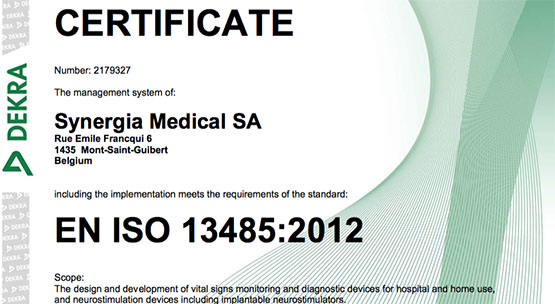 CERTIFICATE
Number: 2179327
The management system of:
DEKRA
Synergia Medical SA
Rue Emile Francqui 6
1435 Mont-Saint-Guibert
Belgium
including the implementation meets the requirements of the standard:
EN ISO 13485:2012
Scope:
The design and development of vital signs monitoring and diagnostic devices for hospital and home use,
and neurostimulation devices including implantable neurostimulators.